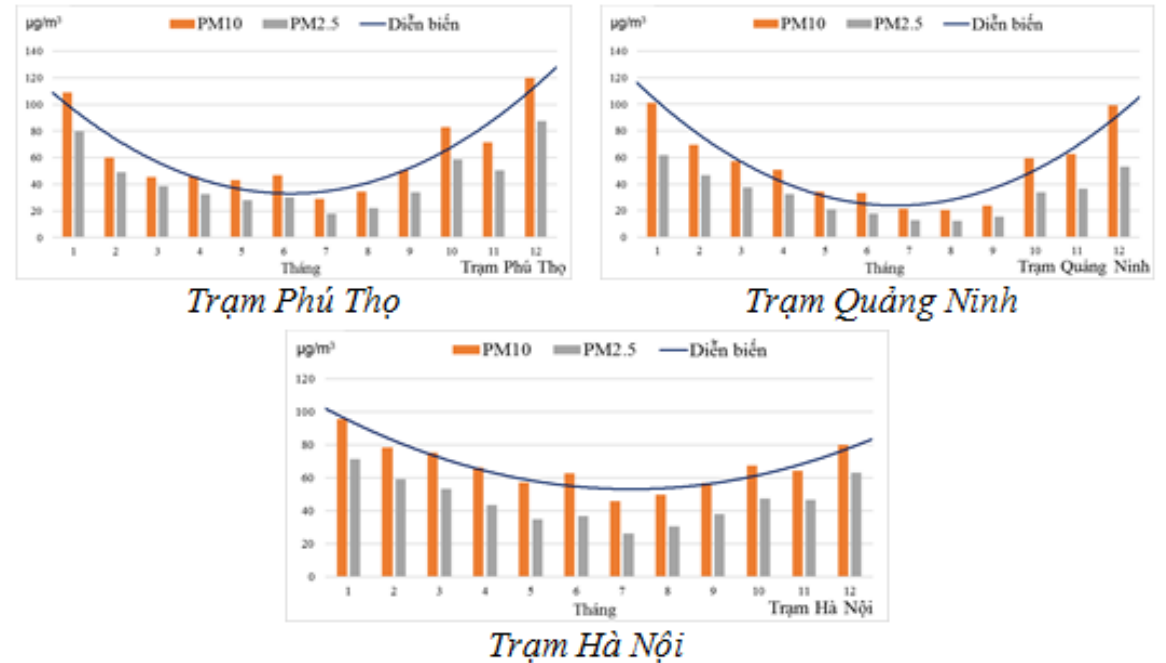 µg/m³ PM10 PM2.5 Diễn biến
140
120
100
80
60
40
20
0
1 2 3 4 5 6 7 8 9 10 11 12
Tháng Trạm Phú Thọ
Trạm Phú Thọ
µg/m³ PM10 PM2.5 Diễn biến
140
120
100
80
60
40
20
0
1 2 3 4 5 6 7 8 9 10 11 12
Tháng Trạm Quảng Ninh
Trạm Quảng Ninh
µg/m³ PM10 PM2.5 Diễn biến
120
100
80
60
40
20
0
1 2 3 4 5 6 7 8 9 10 11 12
Tháng Trạm Hà Nội
Trạm Hà Nội